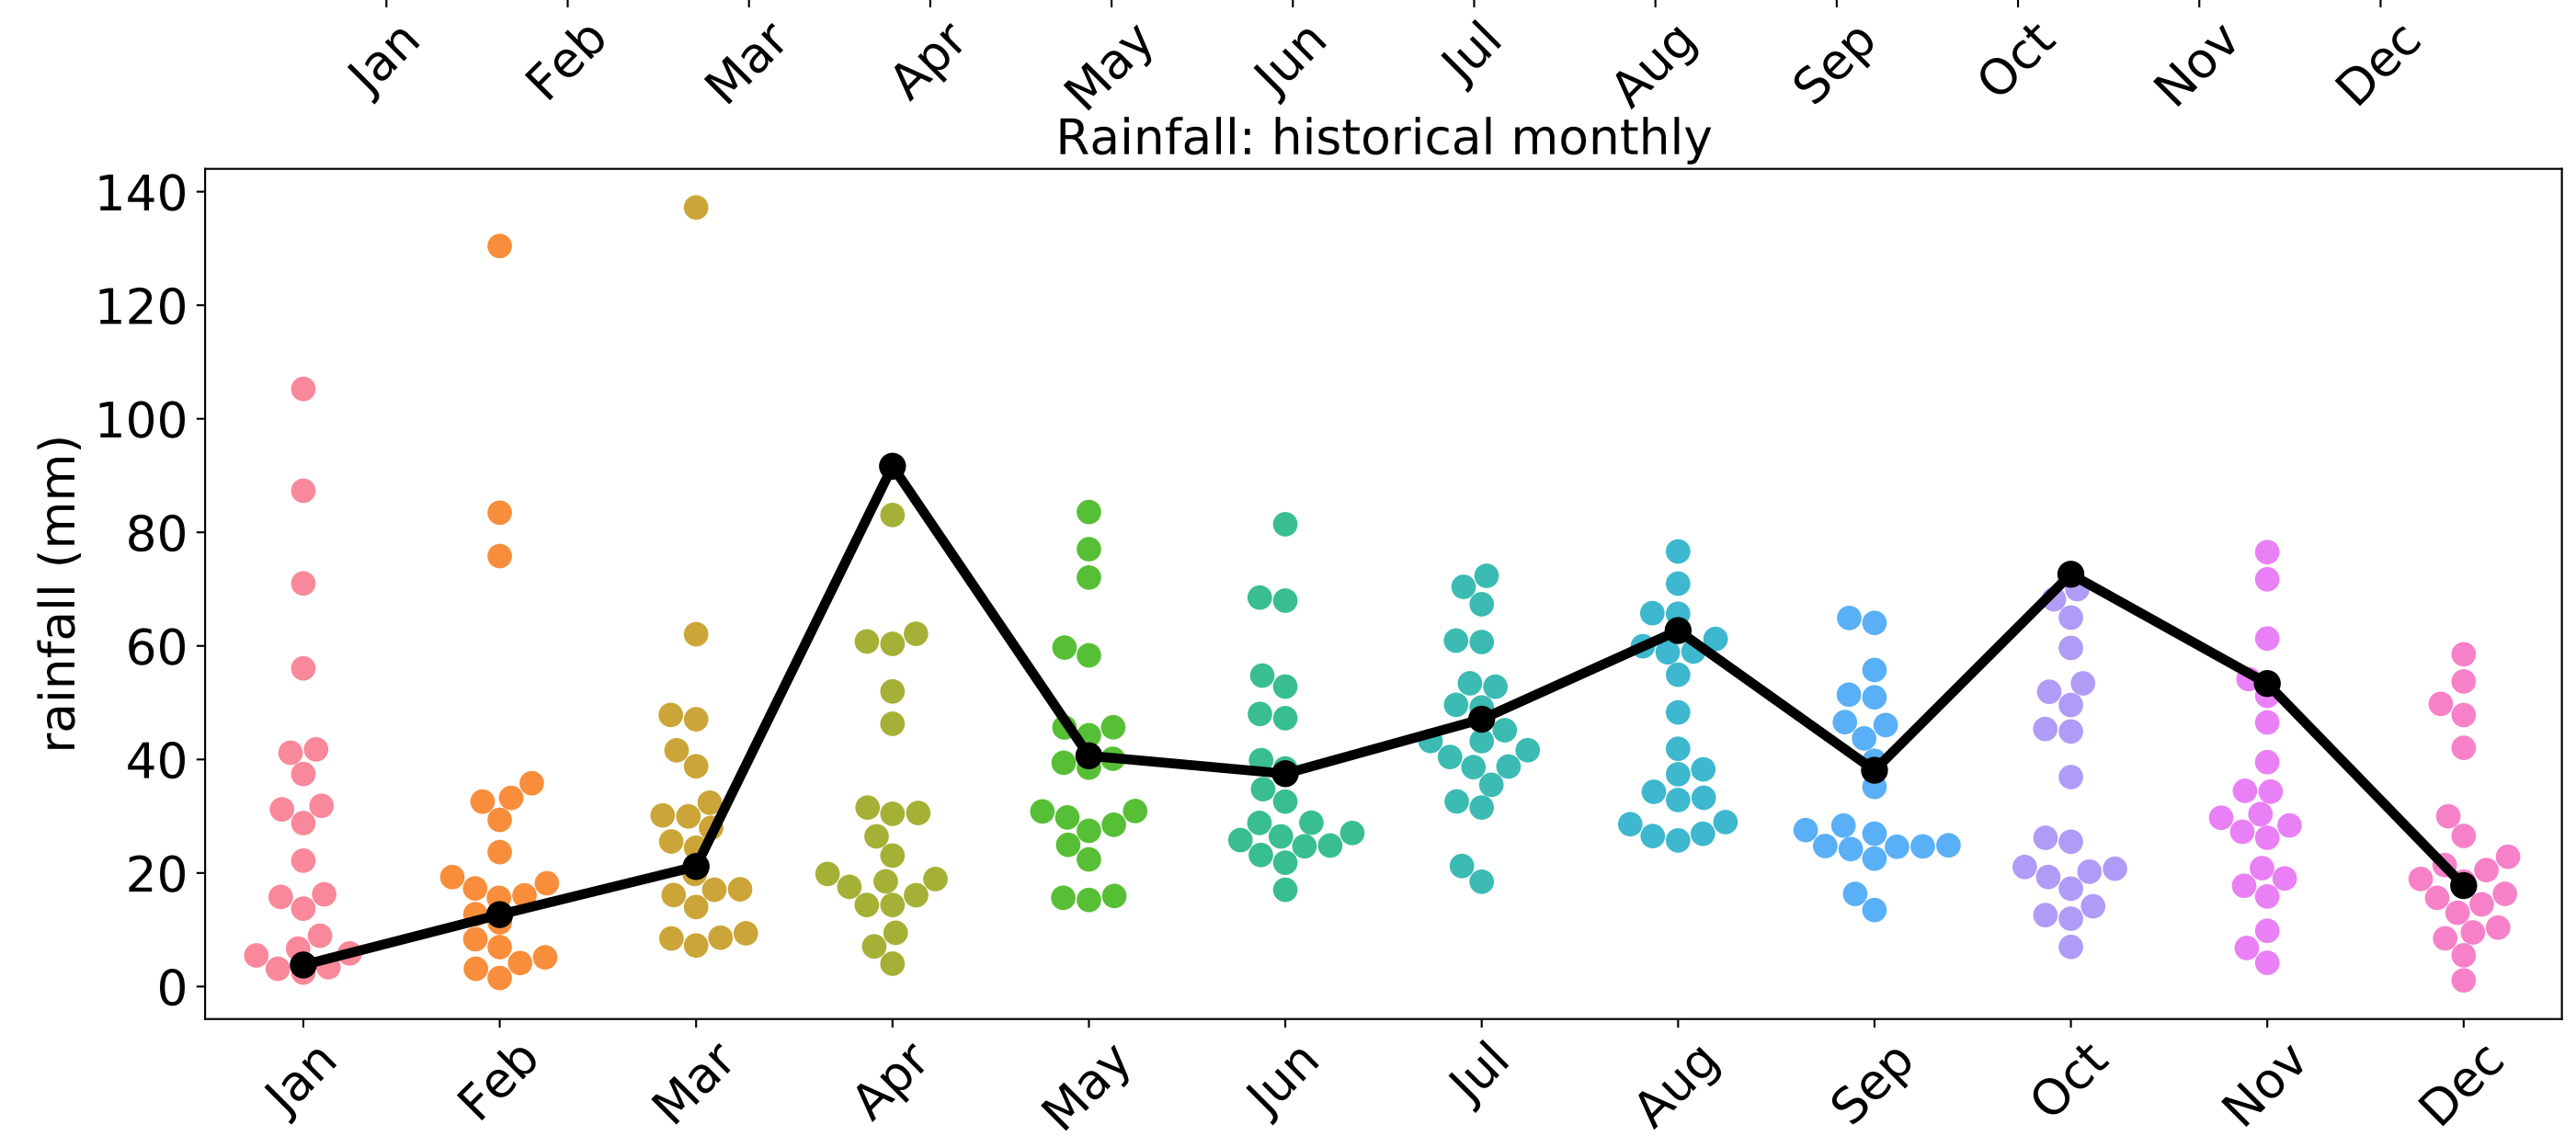 Jan Feb Mar Apr May Jun Jul Aug Sep Oct Nov Dec
Rainfall: historical monthly
rainfall (mm)
140
120
100
80
60
40
20
0
Jan Feb Mar Apr May Jun Jul Aug Sep Oct Nov Dec